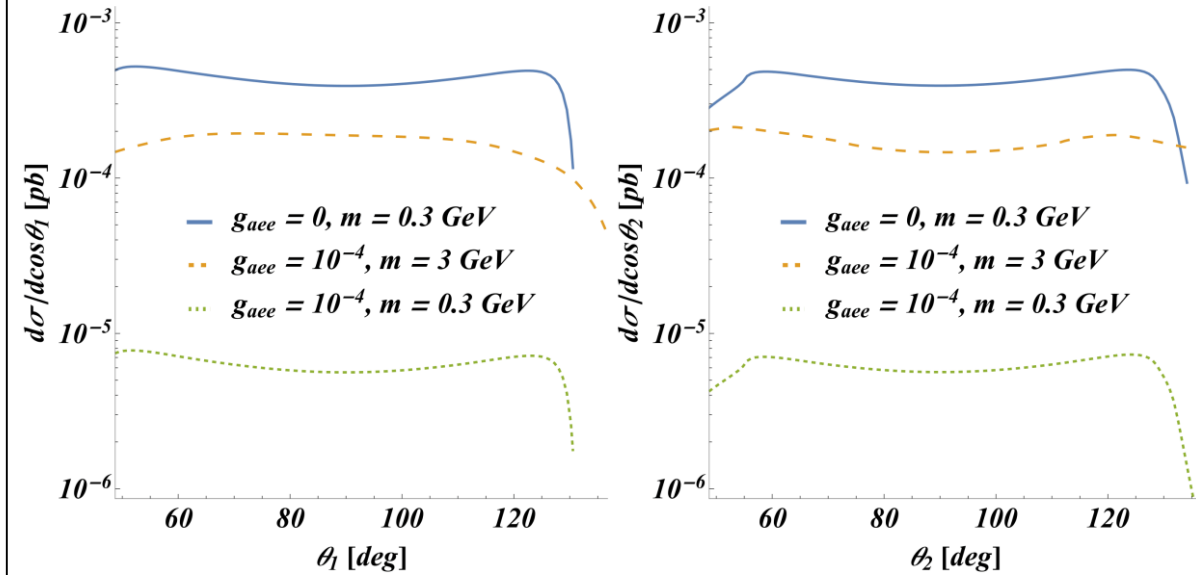 10⁻³
10⁻⁴
10⁻⁵
10⁻⁶
dσ/dcosθ₁ [pb]
gₐₑₑ = 0, m = 0.3 GeV
gₐₑₑ = 10⁻⁴, m = 3 GeV
gₐₑₑ = 10⁻⁴, m = 0.3 GeV
60 80 100 120
θ₁ [deg]
10⁻³
10⁻⁴
10⁻⁵
10⁻⁶
dσ/dcosθ₂ [pb]
gₐₑₑ = 0, m = 0.3 GeV
gₐₑₑ = 10⁻⁴, m = 3 GeV
gₐₑₑ = 10⁻⁴, m = 0.3 GeV
60 80 100 120
θ₂ [deg]